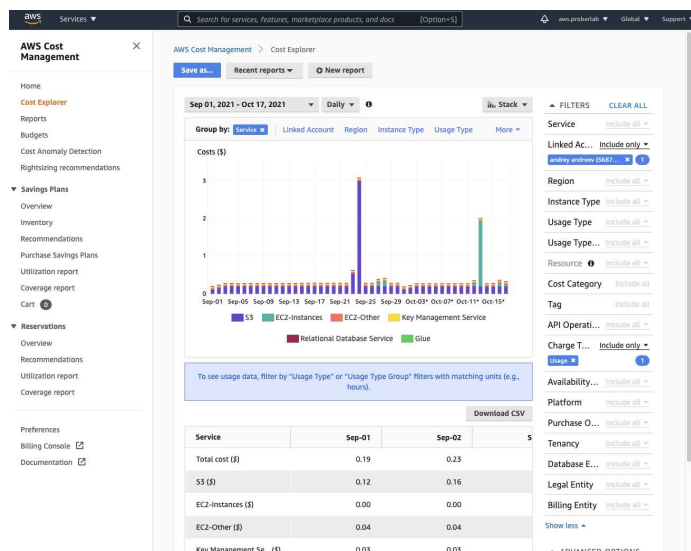 aws Services ▼ Search for services, features, marketplace products, and docs [Option+S] aws.proberlab ▼ Global ▼ Support
AWS Cost Management ×
Home
Cost Explorer
Reports
Budgets
Cost Anomaly Detection
Rightsizing recommendations
▼ Savings Plans
Overview
Inventory
Recommendations
Purchase Savings Plans
Utilization report
Coverage report
Cart 0
▼ Reservations
Overview
Recommendations
Utilization report
Coverage report
Preferences
Billing Console
Documentation
AWS Cost Management > Cost Explorer
Save as... Recent reports ▾ New report
Sep 01, 2021 - Oct 17, 2021 ▾ Daily ▾ Stack ▾
Group by: Service × Linked Account Region Instance Type Usage Type More ▾
Costs ($)
3
2
1
0
Sep-01 Sep-05 Sep-09 Sep-13 Sep-17 Sep-21 Sep-25 Sep-29 Oct-03* Oct-07* Oct-11* Oct-15*
S3 EC2-Instances EC2-Other Key Management Service
Relational Database Service Glue
To see usage data, filter by "Usage Type" or "Usage Type Group" filters with matching units (e.g.,
hours).
Download CSV
Service Sep-01 Sep-02 S
Total cost ($) 0.19 0.23
S3 ($) 0.12 0.16
EC2-Instances ($) 0.00 0.00
EC2-Other ($) 0.04 0.04
Key Management Se... ($) 0.03 0.03
▲ FILTERS CLEAR ALL
Service Include all
Linked Ac... Include only ▾
andrey andreev (5687... × 1
Region Include all
Instance Type Include all
Usage Type Include all
Usage Type... Include all
Resource Include all
Cost Category Include all
Tag Include all
API Operati... Include all
Charge T... Include only ▾
Usage × 1
Availability... Include all
Platform Include all
Purchase O... Include all
Tenancy Include all
Database E... Include all
Legal Entity Include all
Billing Entity Include all
Show less ▲
ADVANCED OPTIONS